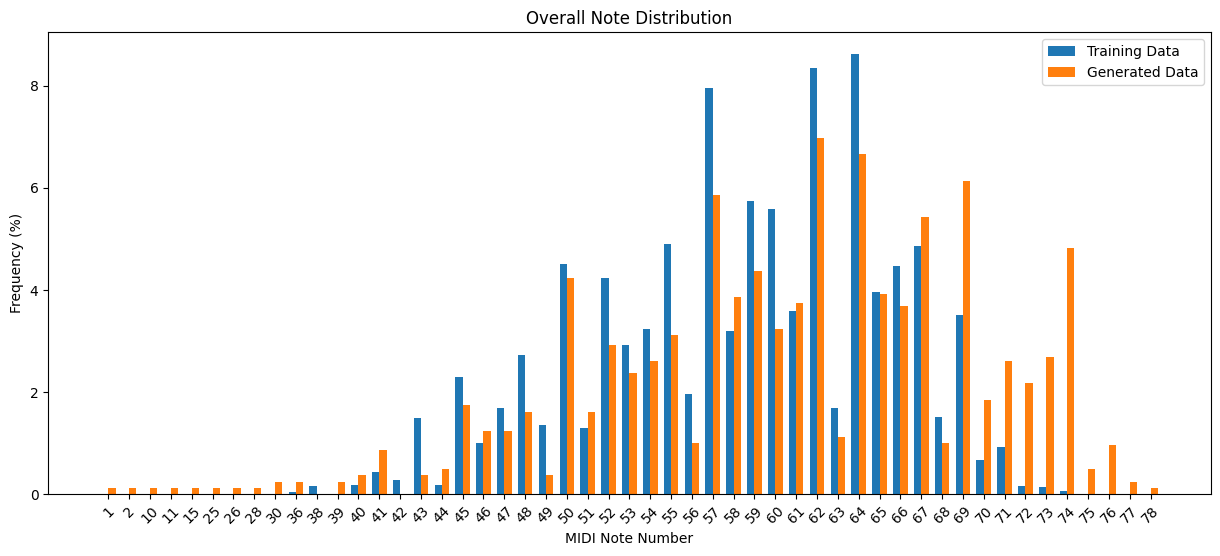 Overall Note Distribution
Training Data
Generated Data
Frequency (%)
8
6
4
2
0
1 2 10 11 15 25 26 28 30 36 38 39 40 41 42 43 44 45 46 47 48 49 50 51 52 53 54 55 56 57 58 59 60 61 62 63 64 65 66 67 68 69 70 71 72 73 74 75 76 77 78
MIDI Note Number